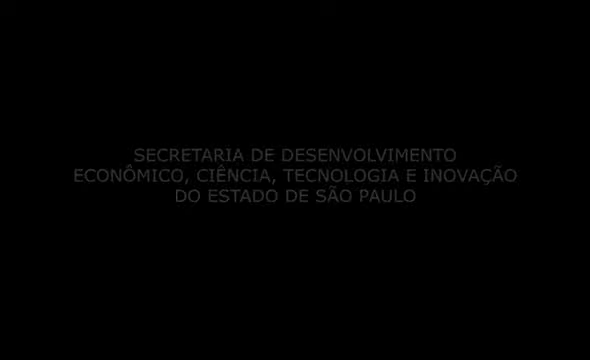 SECRETARIA DE DESENVOLVIMENTO
ECONÔMICO, CIÊNCIA, TECNOLOGIA E INOVAÇÃO
DO ESTADO DE SÃO PAULO